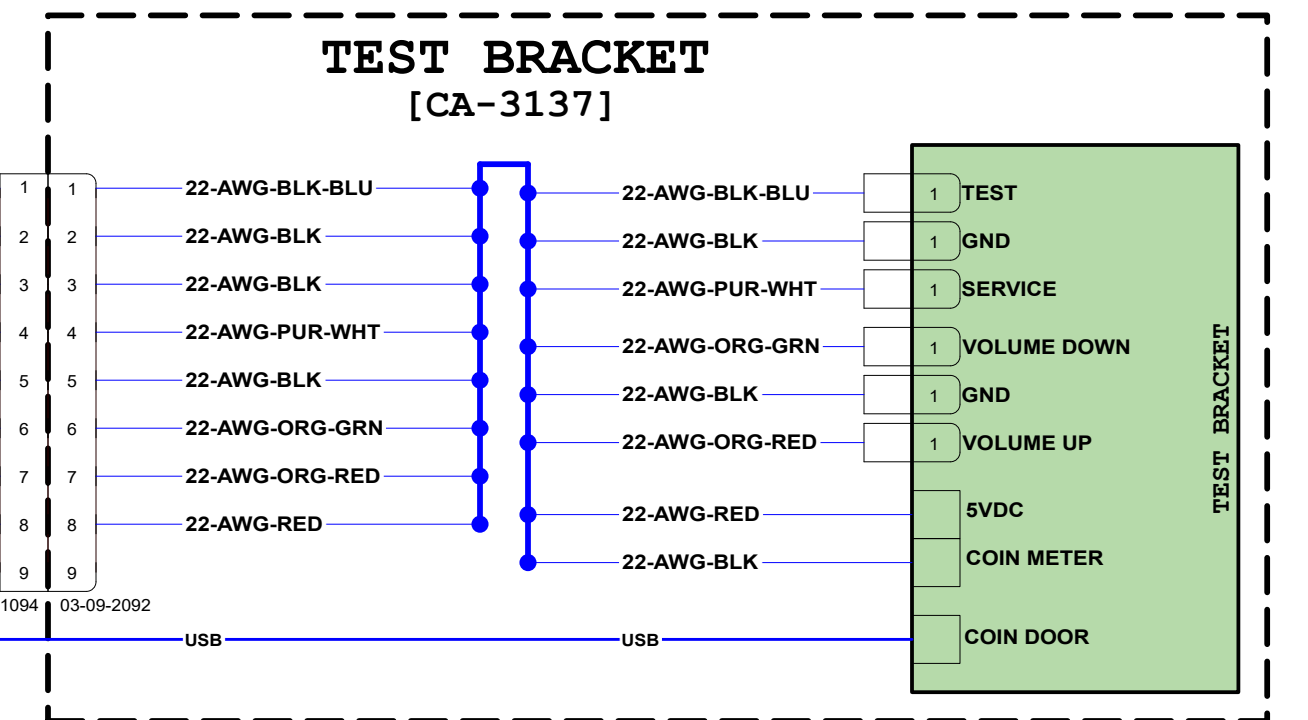 TEST BRACKET
[CA-3137]
1 1 22-AWG-BLK-BLU 22-AWG-BLK-BLU 1 TEST
2 2 22-AWG-BLK 22-AWG-BLK 1 GND
3 3 22-AWG-BLK 22-AWG-PUR-WHT 1 SERVICE
4 4 22-AWG-PUR-WHT 22-AWG-ORG-GRN 1 VOLUME DOWN
5 5 22-AWG-BLK 22-AWG-BLK 1 GND
6 6 22-AWG-ORG-GRN 22-AWG-ORG-RED 1 VOLUME UP
7 7 22-AWG-ORG-RED
8 8 22-AWG-RED 22-AWG-RED 5VDC
9 9 22-AWG-BLK COIN METER
1094 03-09-2092
USB USB COIN DOOR
TEST BRACKET